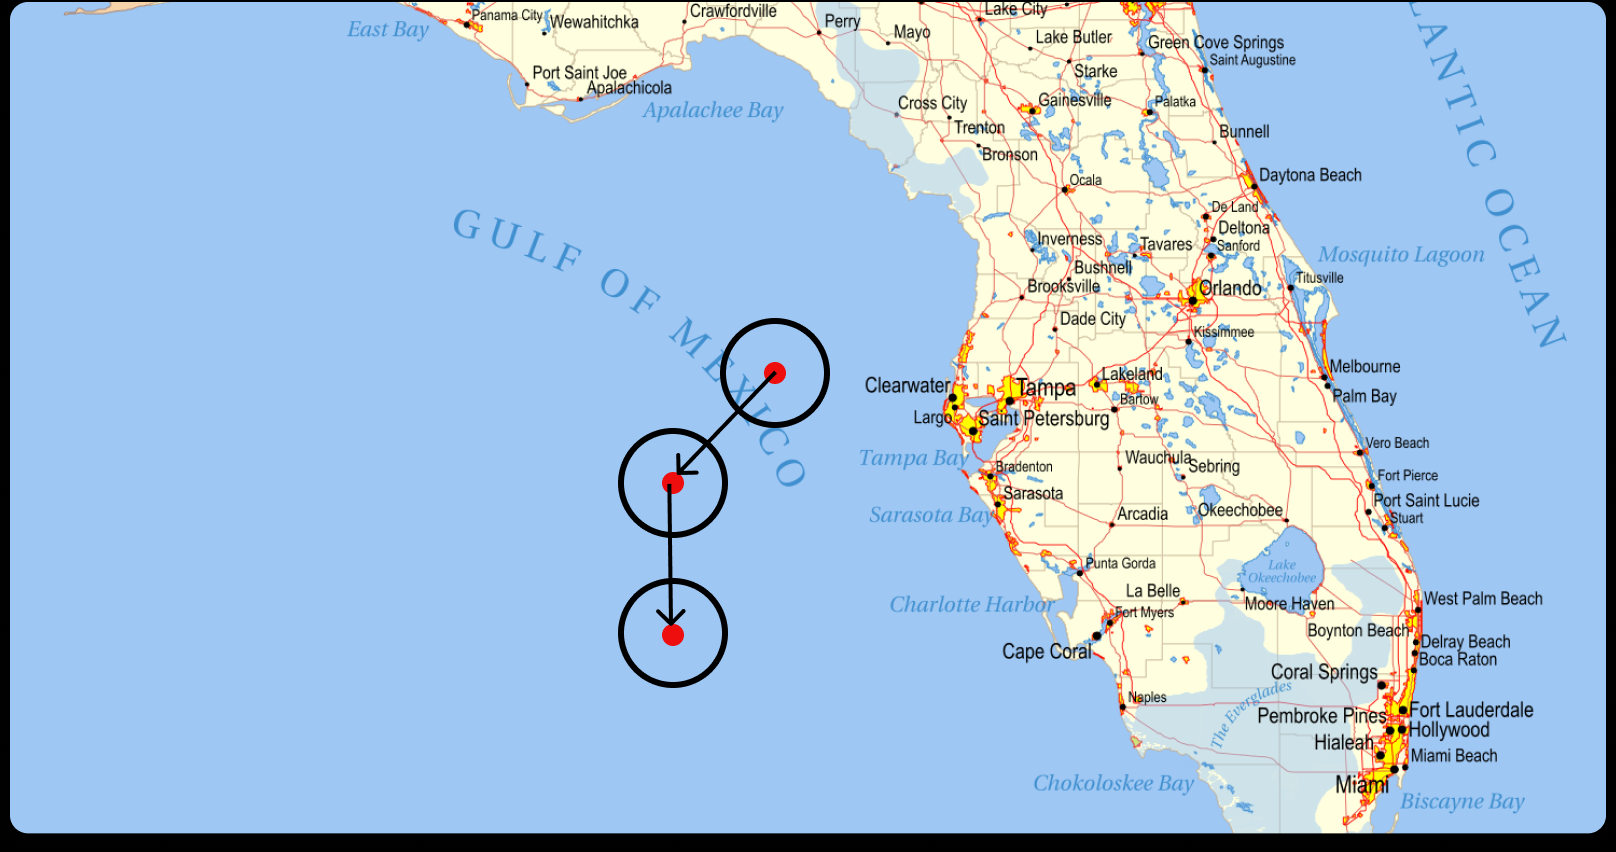 East Bay
Panama City
Wewahitchka
Crawfordville
Perry
Lake City
Mayo
Lake Butler
Green Cove Springs
Saint Augustine
Starke
Port Saint Joe
Apalachicola
Apalachee Bay
Cross City
Gainesville
Palatka
Trenton
Bunnell
Bronson
Ocala
Daytona Beach
De Land
Deltona
Sanford
Inverness
Tavares
Bushnell
Brooksville
Orlando
Mosquito Lagoon
Titusville
Dade City
Kissimmee
GULF OF MEXICO
LANTIC OCEAN
Clearwater
Tampa
Lakeland
Melbourne
Palm Bay
Largo
Saint Petersburg
Bartow
Tampa Bay
Bradenton
Wauchula
Sebring
Vero Beach
Fort Pierce
Sarasota
Port Saint Lucie
Sarasota Bay
Arcadia
Okeechobee
Stuart
Punta Gorda
Lake
Okeechobee
Charlotte Harbor
La Belle
Moore Haven
West Palm Beach
Fort Myers
Boynton Beach
Delray Beach
Cape Coral
Boca Raton
Coral Springs
Naples
The Everglades
Pembroke Pines
Fort Lauderdale
Hollywood
Hialeah
Miami Beach
Chokoloskee Bay
Miami
Biscayne Bay